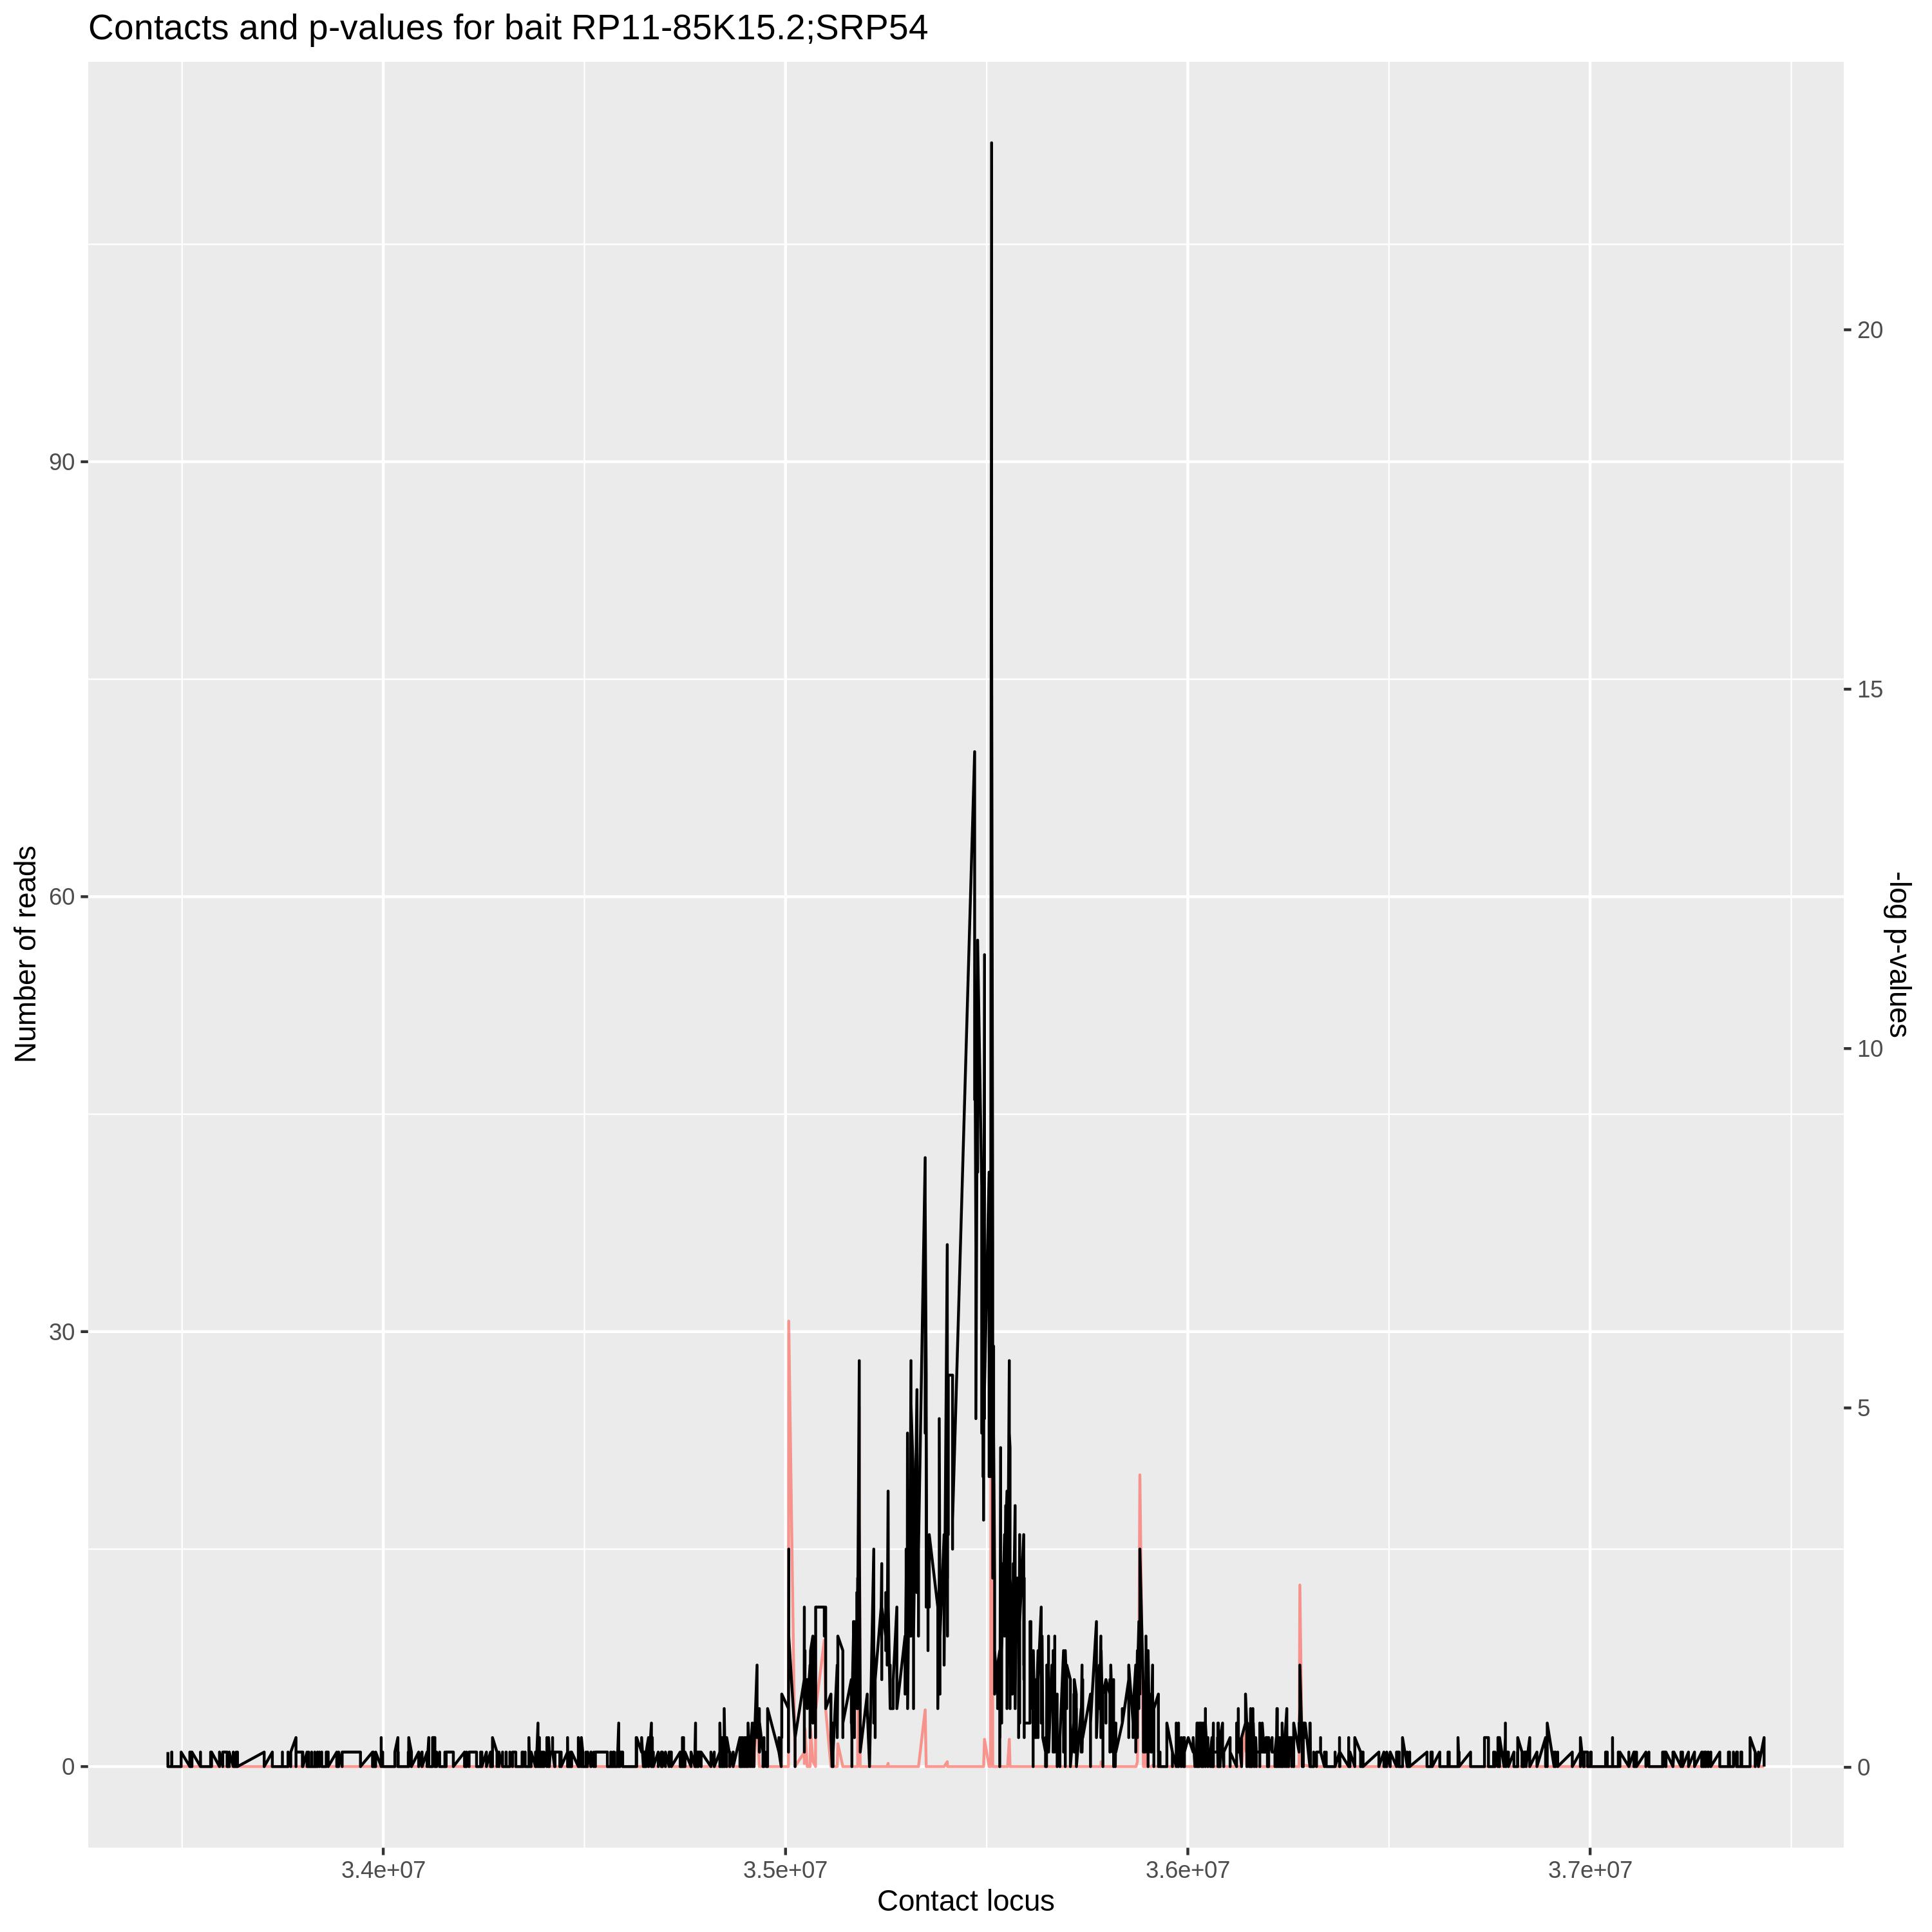 Contacts and p-values for bait RP11-85K15.2;SRP54
Number of reads
90
60
30
0
20
15
10
5
0
-log p-values
3.4e+07
3.5e+07
3.6e+07
3.7e+07
Contact locus